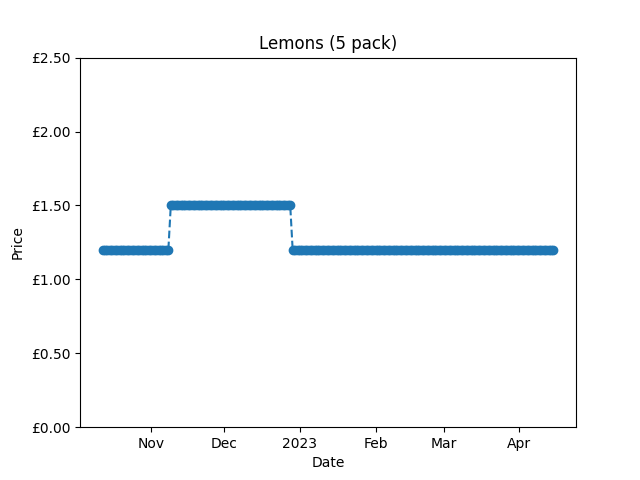 Lemons (5 pack)
£2.50
£2.00
£1.50
£1.00
£0.50
£0.00
Price
Nov Dec 2023 Feb Mar Apr
Date